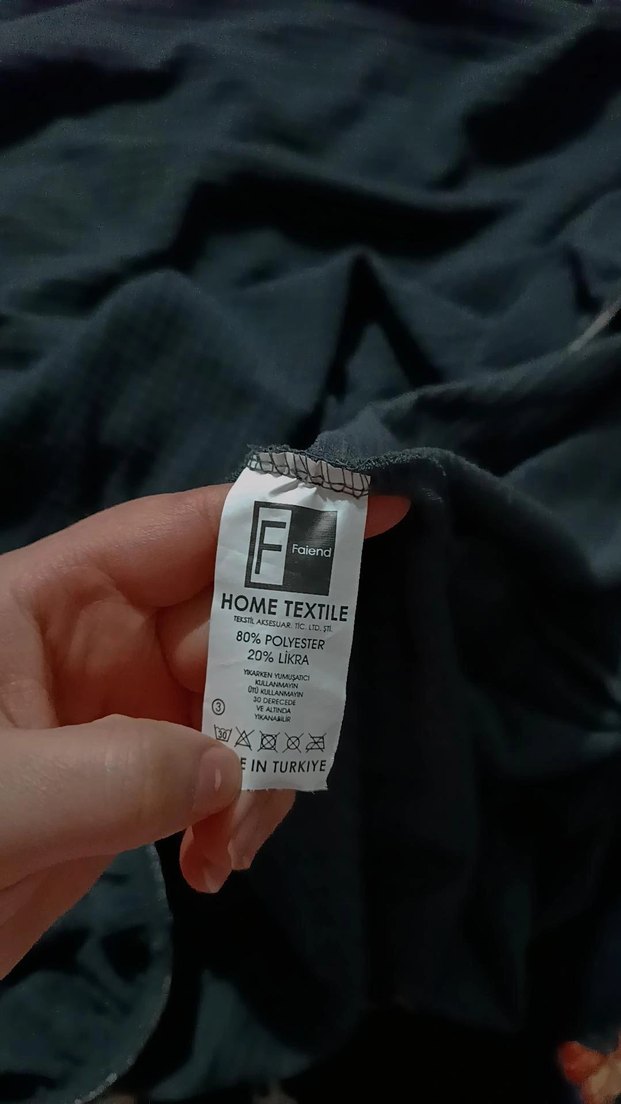 F
Faiend
HOME TEXTILE
TEKSTİL AKSESUAR. TİC. LTD. ŞTİ.
80% POLYESTER
20% LİKRA
YIKARKEN YUMUŞATICI
KULLANMAYIN
ÜTÜ KULLANMAYIN
30 DERECEDE
VE ALTINDA
YIKANABİLİR
3
30
IN TURKIYE